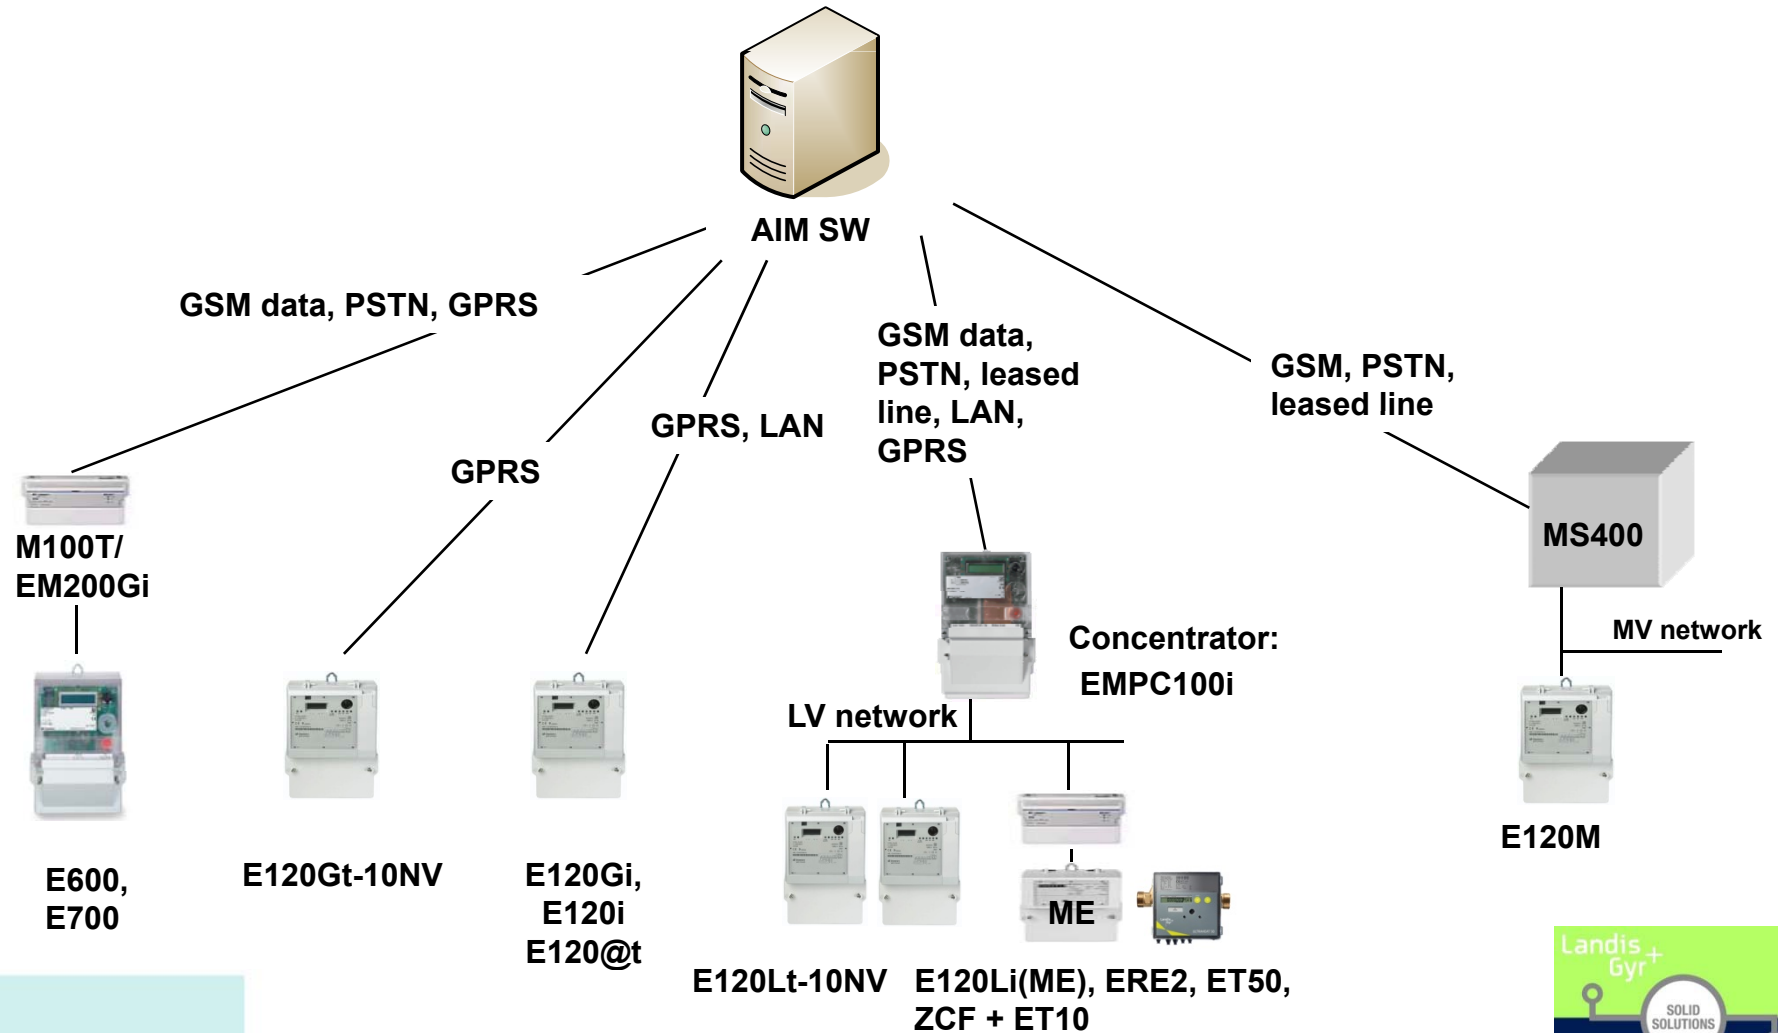 AIM SW
GSM data, PSTN, GPRS
GPRS
GPRS, LAN
GSM data,
PSTN, leased
line, LAN,
GPRS
GSM, PSTN,
leased line
M100T/
EM200Gi
MS400
MV network
Concentrator:
EMPC100i
LV network
E600,
E700
E120Gt-10NV
E120Gi,
E120i
E120@t
ME
E120M
E120Lt-10NV
E120Li(ME), ERE2, ET50,
ZCF + ET10
Landis+
Gyr
SOLID
SOLUTIONS